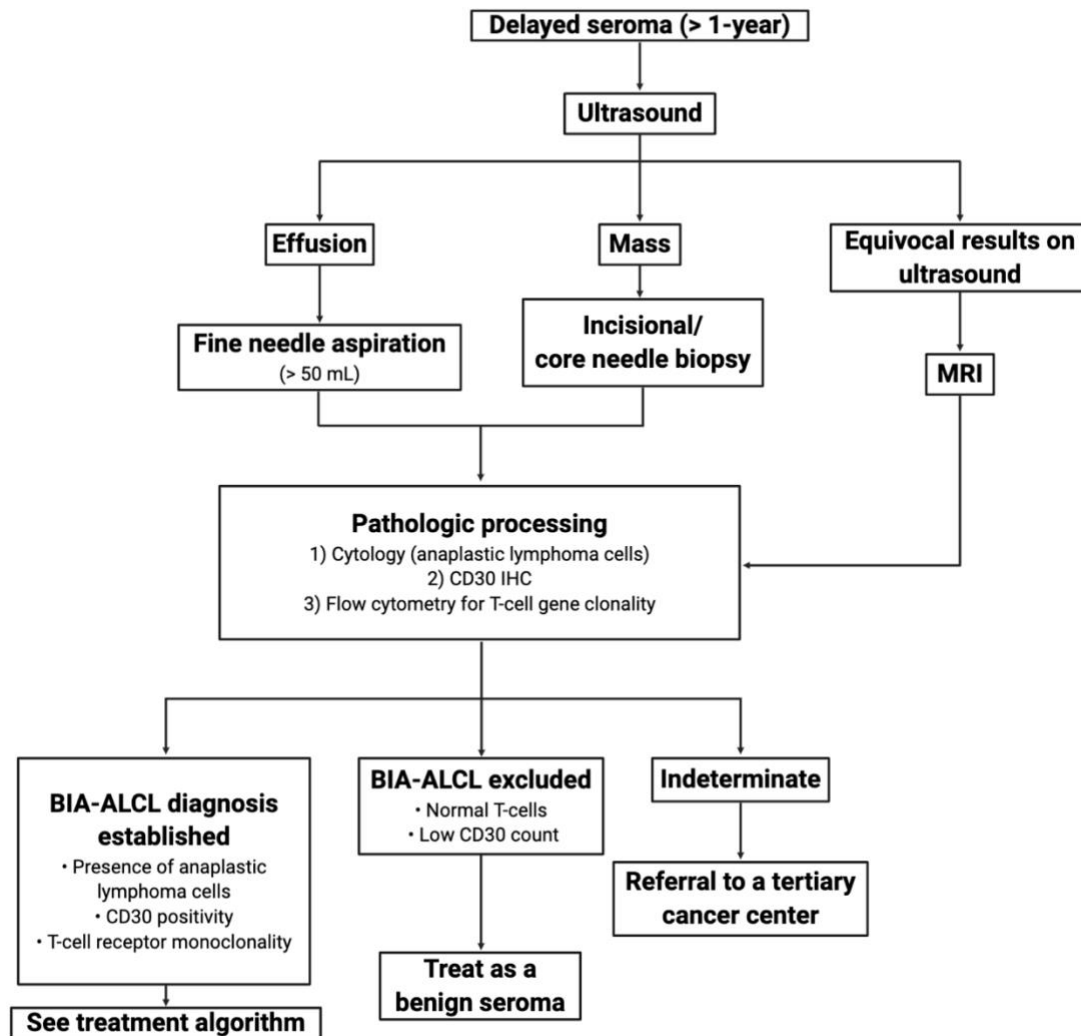 Delayed seroma (> 1-year)
Ultrasound
Effusion
Mass
Equivocal results on
ultrasound
Fine needle aspiration
(> 50 mL)
Incisional/
core needle biopsy
MRI
Pathologic processing
1) Cytology (anaplastic lymphoma cells)
2) CD30 IHC
3) Flow cytometry for T-cell gene clonality
BIA-ALCL diagnosis
established
• Presence of anaplastic
lymphoma cells
• CD30 positivity
• T-cell receptor monoclonality
BIA-ALCL excluded
• Normal T-cells
• Low CD30 count
Indeterminate
Referral to a tertiary
cancer center
Treat as a
benign seroma
See treatment algorithm